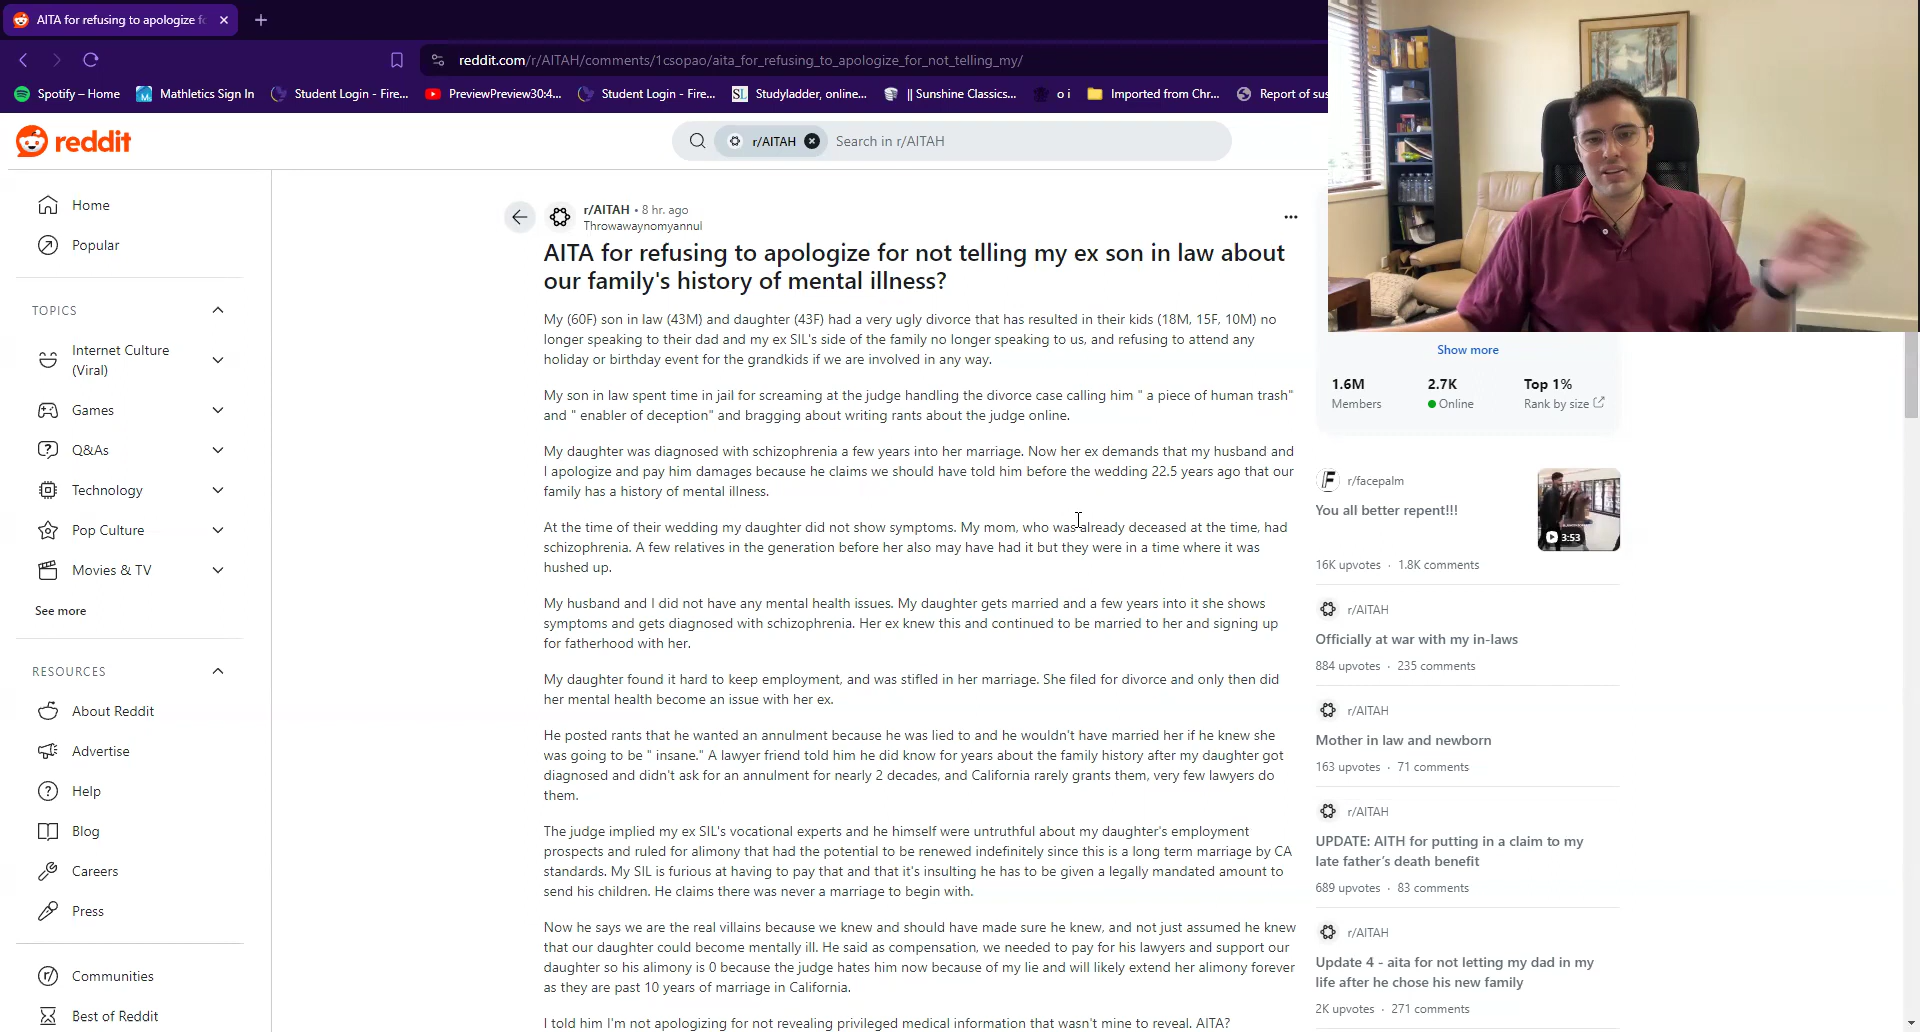 AITA for refusing to apologize fo
reddit.com/r/AITAH/comments/1csopao/aita_for_refusing_to_apologize_for_not_telling_my/
Spotify – Home
Mathletics Sign In
Student Login - Fire...
PreviewPreview30:4...
Student Login - Fire...
SL Studyladder, online...
|| Sunshine Classics...
o i
Imported from Chr...
Report of sus
reddit
r/AITAH
Search in r/AITAH
Home
Popular
TOPICS
Internet Culture
(Viral)
Games
Q&As
Technology
Pop Culture
Movies & TV
See more
RESOURCES
About Reddit
Advertise
Help
Blog
Careers
Press
Communities
Best of Reddit
r/AITAH • 8 hr. ago
Throwawaynomyannul
AITA for refusing to apologize for not telling my ex son in law about
our family's history of mental illness?
My (60F) son in law (43M) and daughter (43F) had a very ugly divorce that has resulted in their kids (18M, 15F, 10M) no
longer speaking to their dad and my ex SIL's side of the family no longer speaking to us, and refusing to attend any
holiday or birthday event for the grandkids if we are involved in any way.
My son in law spent time in jail for screaming at the judge handling the divorce case calling him " a piece of human trash"
and " enabler of deception" and bragging about writing rants about the judge online.
My daughter was diagnosed with schizophrenia a few years into her marriage. Now her ex demands that my husband and
I apologize and pay him damages because he claims we should have told him before the wedding 22.5 years ago that our
family has a history of mental illness.
At the time of their wedding my daughter did not show symptoms. My mom, who was already deceased at the time, had
schizophrenia. A few relatives in the generation before her also may have had it but they were in a time where it was
hushed up.
My husband and I did not have any mental health issues. My daughter gets married and a few years into it she shows
symptoms and gets diagnosed with schizophrenia. Her ex knew this and continued to be married to her and signing up
for fatherhood with her.
My daughter found it hard to keep employment, and was stifled in her marriage. She filed for divorce and only then did
her mental health become an issue with her ex.
He posted rants that he wanted an annulment because he was lied to and he wouldn't have married her if he knew she
was going to be " insane." A lawyer friend told him he did know for years about the family history after my daughter got
diagnosed and didn't ask for an annulment for nearly 2 decades, and California rarely grants them, very few lawyers do
them.
The judge implied my ex SIL's vocational experts and he himself were untruthful about my daughter's employment
prospects and ruled for alimony that had the potential to be renewed indefinitely since this is a long term marriage by CA
standards. My SIL is furious at having to pay that and that it's insulting he has to be given a legally mandated amount to
send his children. He claims there was never a marriage to begin with.
Now he says we are the real villains because we knew and should have made sure he knew, and not just assumed he knew
that our daughter could become mentally ill. He said as compensation, we needed to pay for his lawyers and support our
daughter so his alimony is 0 because the judge hates him now because of my lie and will likely extend her alimony forever
as they are past 10 years of marriage in California.
I told him I'm not apologizing for not revealing privileged medical information that wasn't mine to reveal. AITA?
Show more
1.6M
Members
2.7K
Online
Top 1%
Rank by size
r/facepalm
You all better repent!!!
3:53
16K upvotes · 1.8K comments
r/AITAH
Officially at war with my in-laws
884 upvotes · 235 comments
r/AITAH
Mother in law and newborn
163 upvotes · 71 comments
r/AITAH
UPDATE: AITH for putting in a claim to my
late father's death benefit
689 upvotes · 83 comments
r/AITAH
Update 4 - aita for not letting my dad in my
life after he chose his new family
2K upvotes · 271 comments